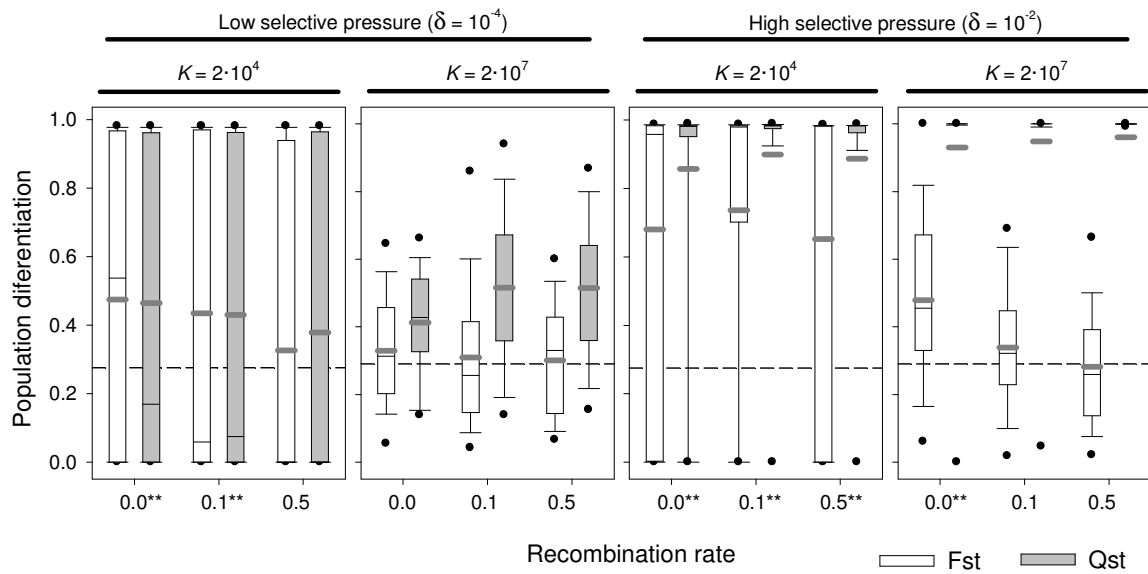 Low selective pressure (δ = 10⁻⁴) High selective pressure (δ = 10⁻²)
K = 2·10⁴ K = 2·10⁷ K = 2·10⁴ K = 2·10⁷
Population diferentiation
1.0
0.8
0.6
0.4
0.2
0.0
0.0** 0.1** 0.5 0.0 0.1 0.5 0.0** 0.1** 0.5** 0.0** 0.1 0.5
Recombination rate
Fst Qst